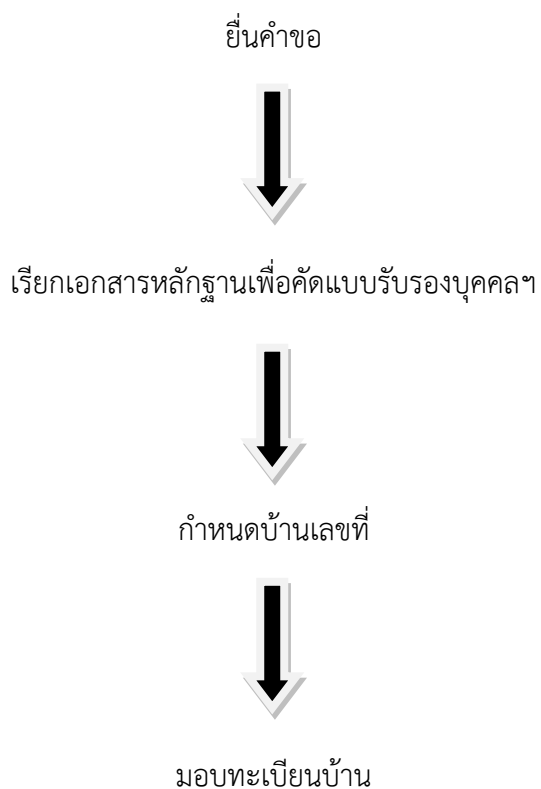 ยื่นคำขอ
เรียกเอกสารหลักฐานเพื่อคัดแบบรับรองบุคคลฯ
กำหนดบ้านเลขที่
มอบทะเบียนบ้าน